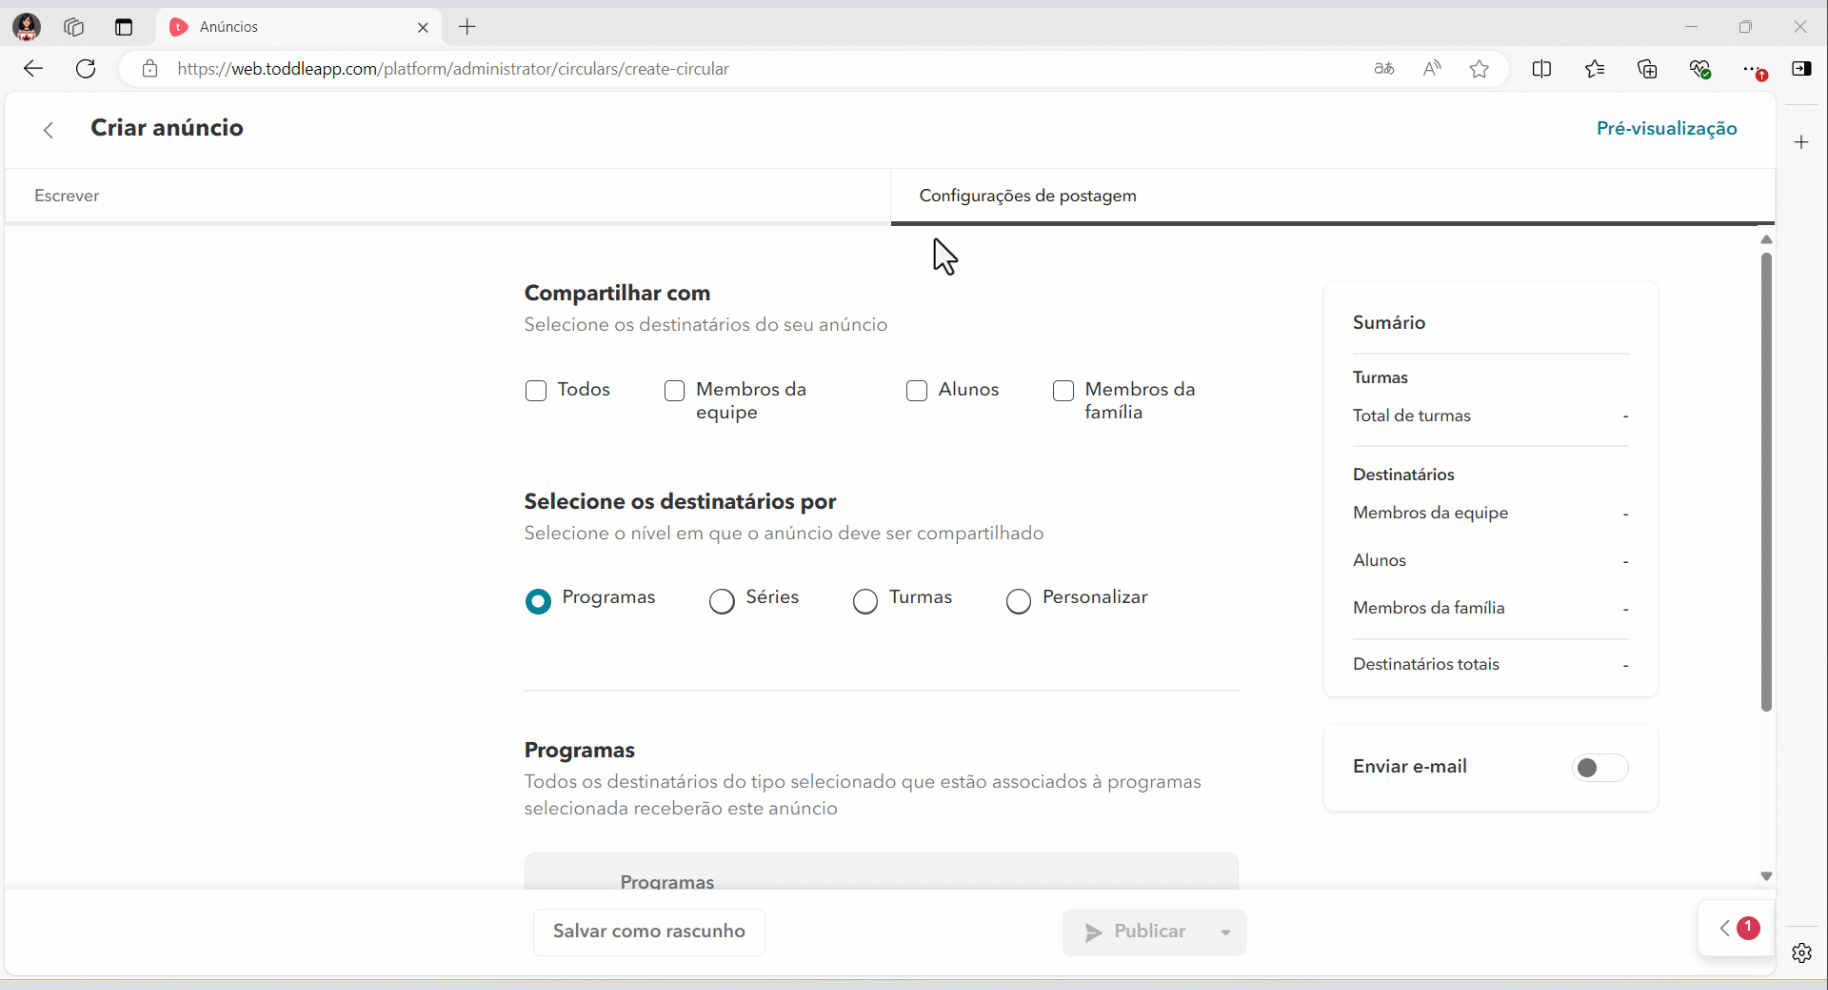 Anúncios
https://web.toddleapp.com/platform/administrator/circulars/create-circular
Criar anúncio
Pré-visualização
Escrever
Configurações de postagem
Compartilhar com
Selecione os destinatários do seu anúncio
Todos
Membros da
equipe
Alunos
Membros da
família
Selecione os destinatários por
Selecione o nível em que o anúncio deve ser compartilhado
Programas
Séries
Turmas
Personalizar
Programas
Todos os destinatários do tipo selecionado que estão associados à programas
selecionada receberão este anúncio
Programas
Sumário
Turmas
Total de turmas -
Destinatários
Membros da equipe -
Alunos -
Membros da família -
Destinatários totais -
Enviar e-mail
Salvar como rascunho
Publicar
1